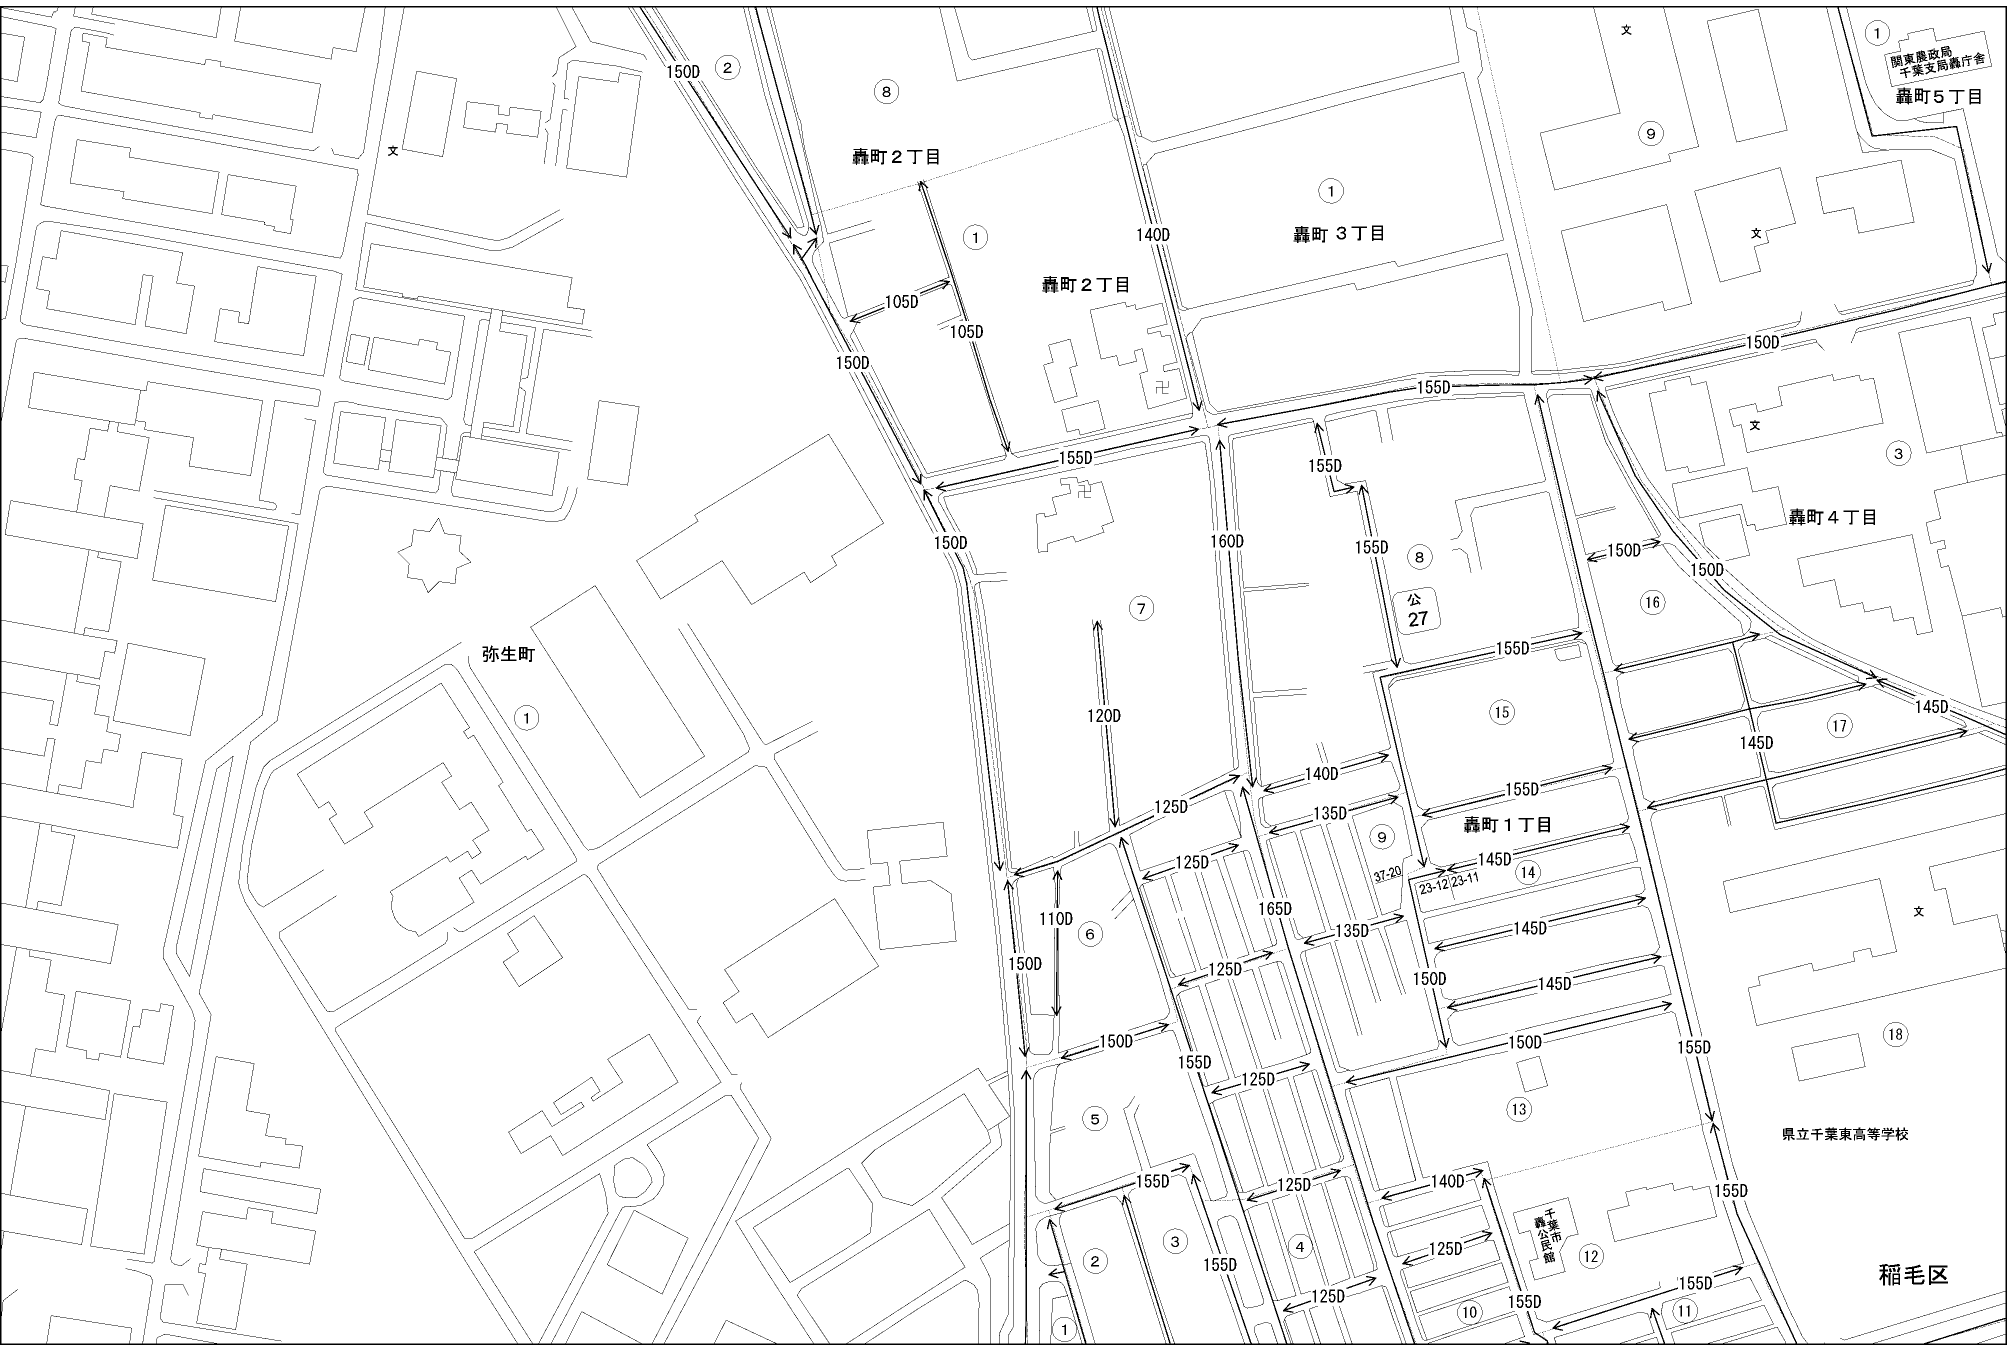 文
①
関東農政局
千葉支局轟庁舎
150D
②
⑧
轟町５丁目
⑨
文
轟町２丁目
①
①
140D
轟町３丁目
文
轟町２丁目
105D
105D
150D
150D
155D
卍
文
③
155D
155D
卍
轟町４丁目
150D
160D
155D
150D
⑧
150D
公
27
⑦
⑯
弥生町
155D
①
120D
⑮
145D
⑰
145D
140D
155D
125D
135D
轟町１丁目
⑨
125D
145D
37-20
⑭
23-12
23-11
165D
110D
文
⑥
135D
145D
150D
125D
150D
145D
⑱
150D
155D
150D
155D
125D
⑬
⑤
県立千葉東高等学校
155D
125D
140D
155D
千葉市
轟公民館
③
④
125D
⑫
②
155D
稲毛区
155D
125D
155D
⑩
⑪
①